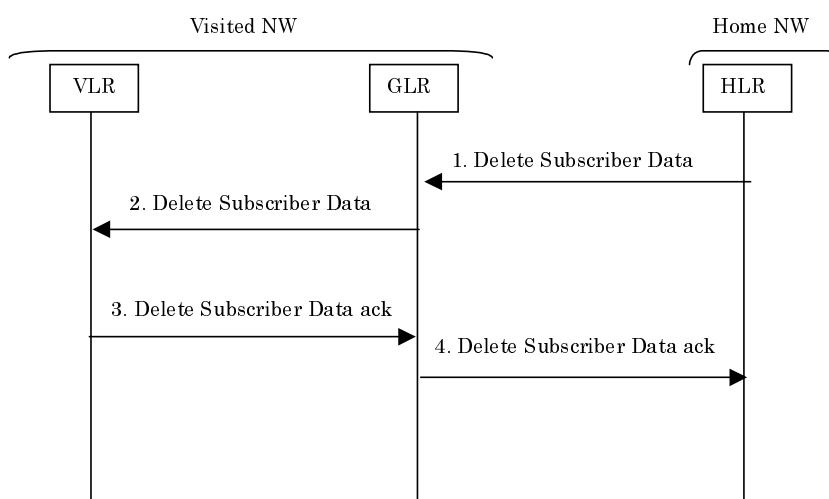 Visited NW
Home NW
VLR
GLR
HLR
1. Delete Subscriber Data
2. Delete Subscriber Data
3. Delete Subscriber Data ack
4. Delete Subscriber Data ack